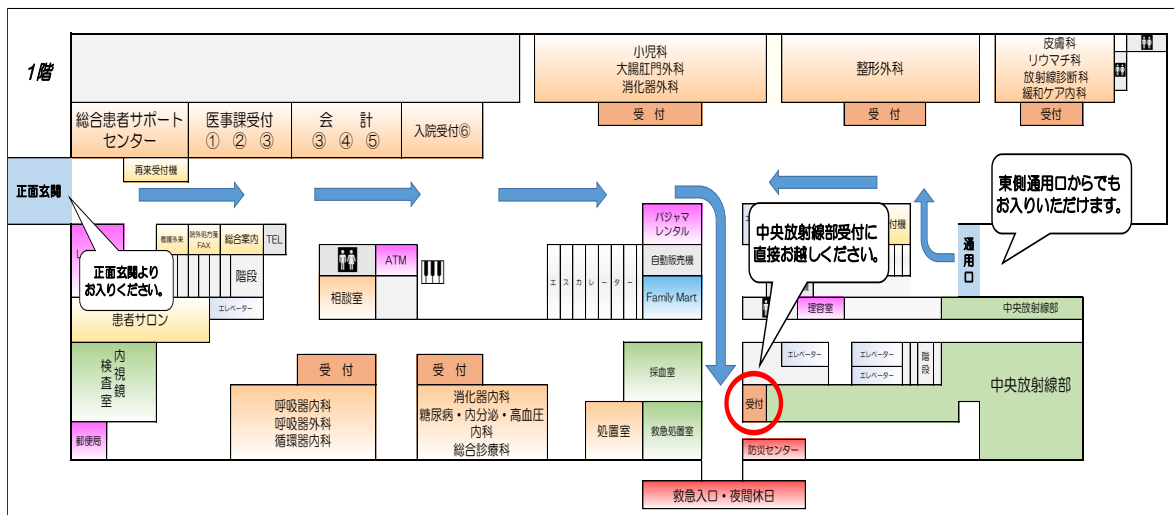 1階
小児科
大腸肛門外科
消化器外科
受　付
整形外科
受　付
皮膚科
リウマチ科
放射線診断科
緩和ケア内科
受付
総合患者サポート
センター
医事課受付
①　②　③
会　　計
③　④　⑤
入院受付⑥
再来受付機
正面玄関
正面玄関より
お入りください。
看護外来
院外処方箋
FAX
総合案内
TEL
階段
エレベーター
患者サロン
ATM
相談室
エスカレーター
パジャマ
レンタル
自動販売機
Family Mart
中央放射線部受付に
直接お越しください。
付機
東側通用口からでも
お入りいただけます。
通用口
理容室
中央放射線部
内視鏡
検査室
郵便局
受　付
呼吸器内科
呼吸器外科
循環器内科
受　付
消化器内科
糖尿病・内分泌・高血圧
内科
総合診療科
採血室
処置室
救急処置室
エレベーター
エレベーター
エレベーター
階段
受付
中央放射線部
防災センター
救急入口・夜間休日